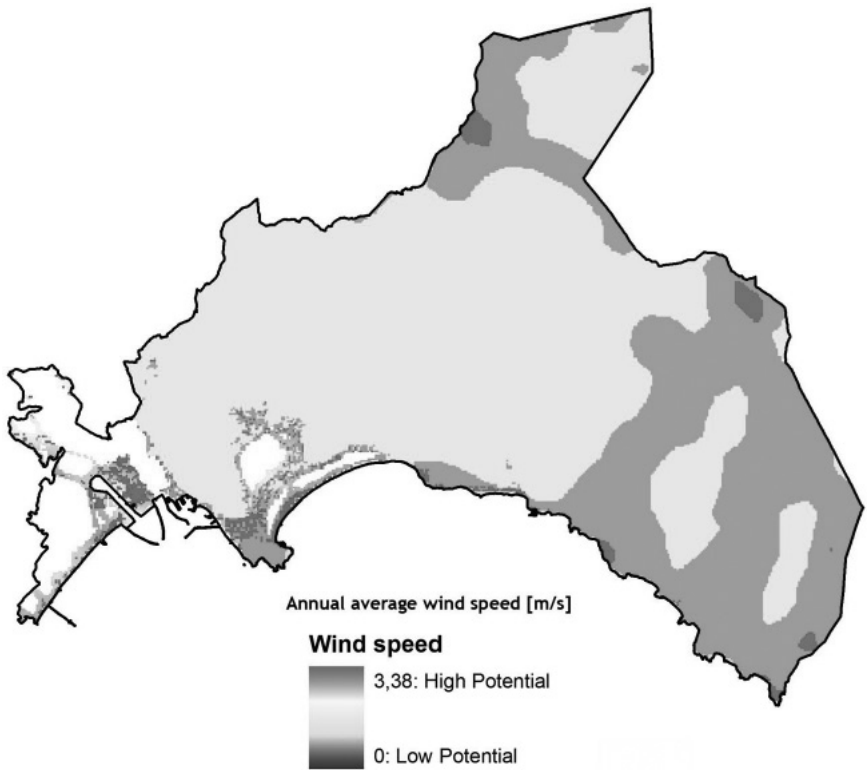 Annual average wind speed [m/s]
Wind speed
3,38: High Potential
0: Low Potential